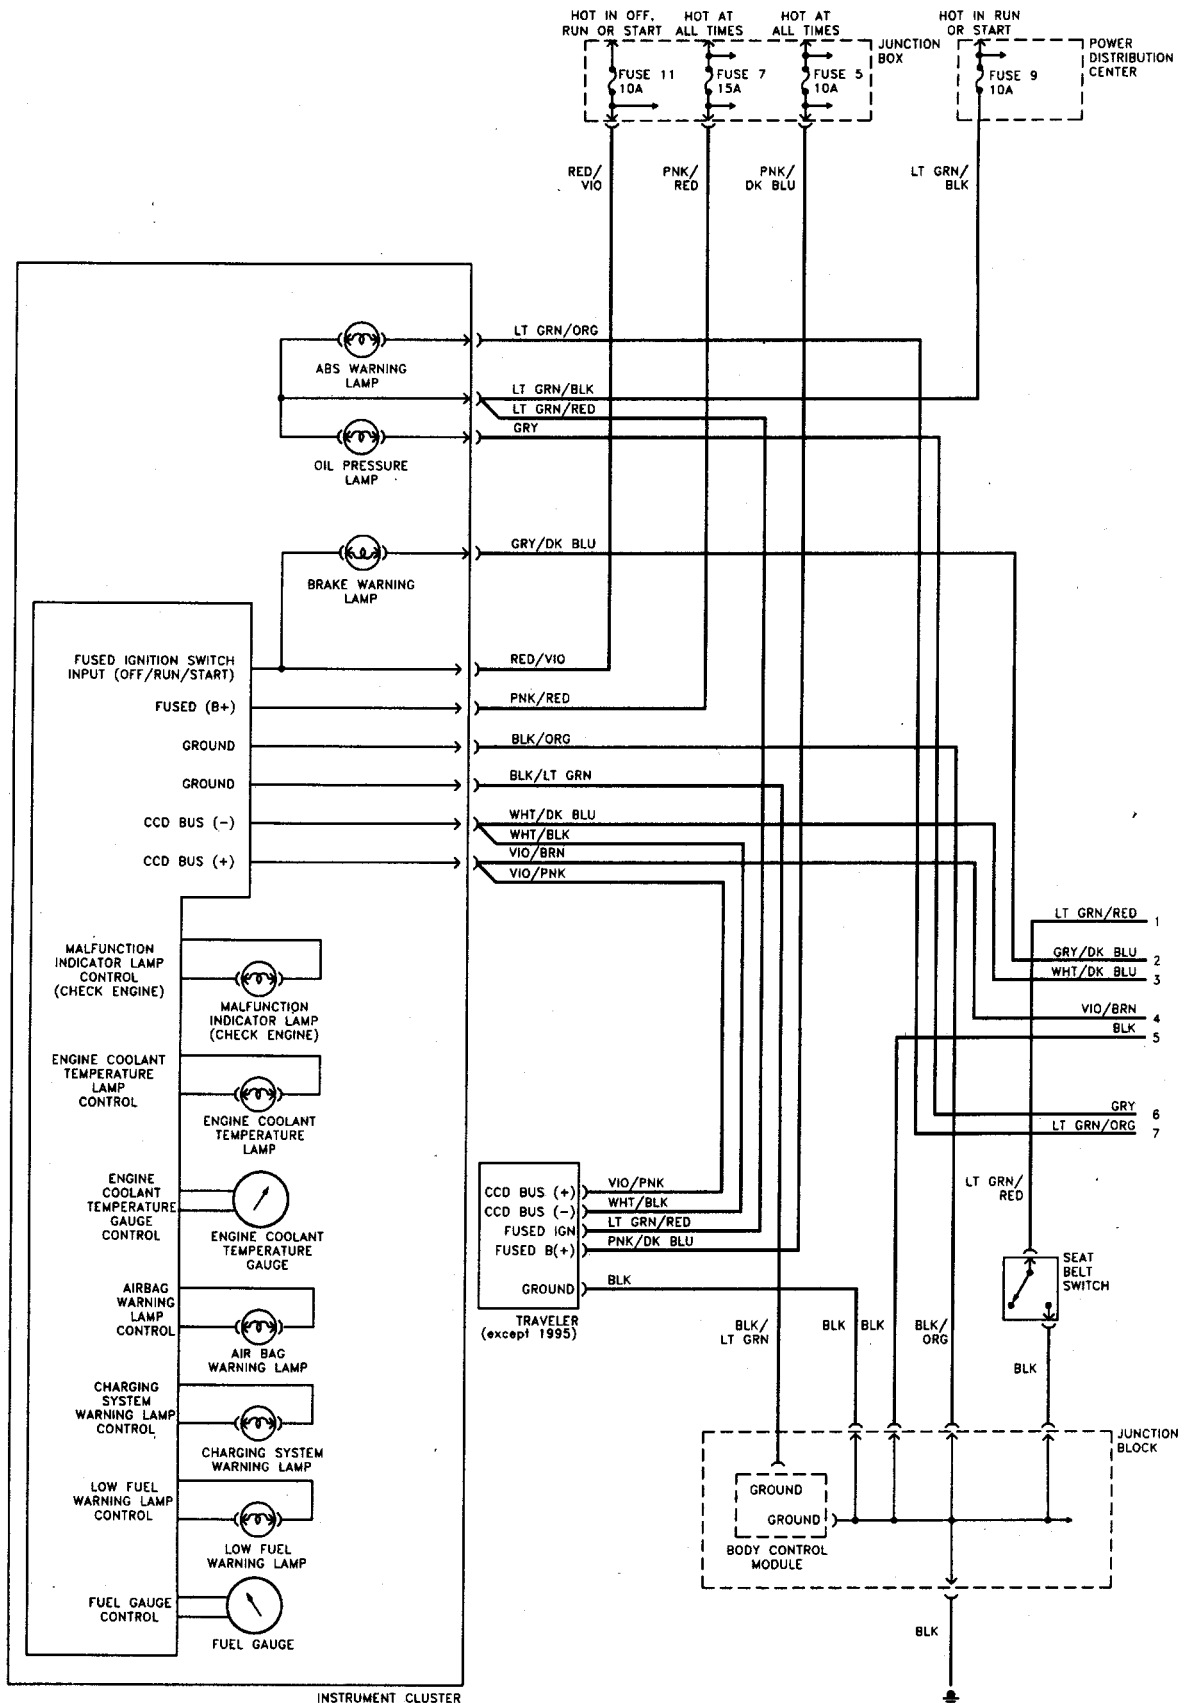 HOT IN OFF,
RUN OR START
HOT AT
ALL TIMES
HOT AT
ALL TIMES
HOT IN RUN
OR START
JUNCTION
BOX
POWER
DISTRIBUTION
CENTER
FUSE 11
10A
FUSE 7
15A
FUSE 5
10A
FUSE 9
10A
RED/
VIO
PNK/
RED
PNK/
DK BLU
LT GRN/
BLK
LT GRN/ORG
ABS WARNING
LAMP
LT GRN/BLK
LT GRN/RED
GRY
OIL PRESSURE
LAMP
GRY/DK BLU
BRAKE WARNING
LAMP
FUSED IGNITION SWITCH
INPUT (OFF/RUN/START)
RED/VIO
FUSED (B+)
PNK/RED
GROUND
BLK/ORG
GROUND
BLK/LT GRN
CCD BUS (-)
WHT/DK BLU
WHT/BLK
CCD BUS (+)
VIO/BRN
VIO/PNK
LT GRN/RED 1
GRY/DK BLU 2
WHT/DK BLU 3
VIO/BRN 4
BLK 5
GRY 6
LT GRN/ORG 7
MALFUNCTION
INDICATOR LAMP
CONTROL
(CHECK ENGINE)
MALFUNCTION
INDICATOR LAMP
(CHECK ENGINE)
ENGINE COOLANT
TEMPERATURE
LAMP
CONTROL
ENGINE COOLANT
TEMPERATURE
LAMP
ENGINE
COOLANT
TEMPERATURE
GAUGE
CONTROL
ENGINE COOLANT
TEMPERATURE
GAUGE
CCD BUS (+)
VIO/PNK
CCD BUS (-)
WHT/BLK
FUSED IGN
LT GRN/RED
FUSED B(+)
PNK/DK BLU
GROUND
BLK
TRAVELER
(except 1995)
LT GRN/
RED
SEAT
BELT
SWITCH
AIRBAG
WARNING
LAMP
CONTROL
AIR BAG
WARNING LAMP
BLK/
LT GRN
BLK
BLK
BLK/
ORG
BLK
CHARGING
SYSTEM
WARNING LAMP
CONTROL
CHARGING SYSTEM
WARNING LAMP
JUNCTION
BLOCK
GROUND
GROUND
BODY CONTROL
MODULE
LOW FUEL
WARNING LAMP
CONTROL
LOW FUEL
WARNING LAMP
FUEL GAUGE
CONTROL
FUEL GAUGE
BLK
INSTRUMENT CLUSTER